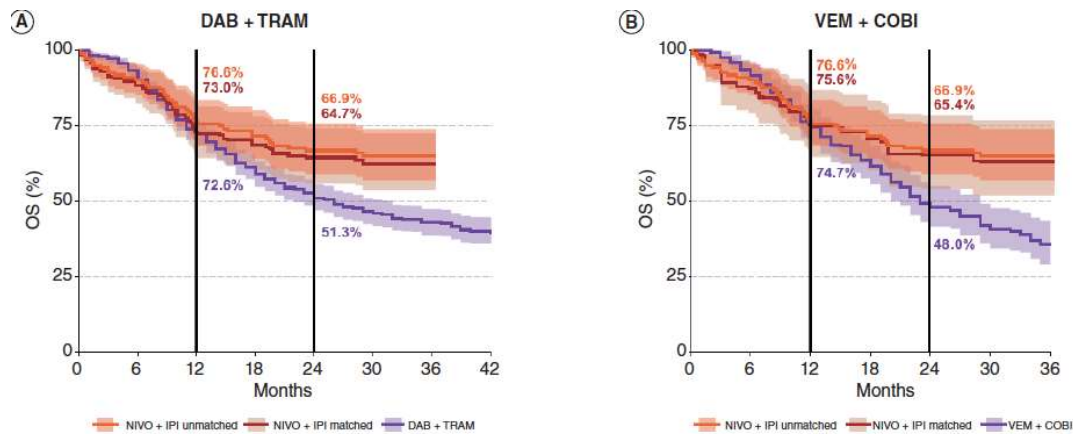 A DAB + TRAM
100
75
50
25
0
OS (%)
76.6%
73.0%
72.6%
66.9%
64.7%
51.3%
0 6 12 18 24 30 36 42
Months
NIVO + IPI unmatched NIVO + IPI matched DAB + TRAM
B VEM + COBI
100
75
50
25
0
OS (%)
76.6%
75.6%
74.7%
66.9%
65.4%
48.0%
0 6 12 18 24 30 36
Months
NIVO + IPI unmatched NIVO + IPI matched VEM + COBI